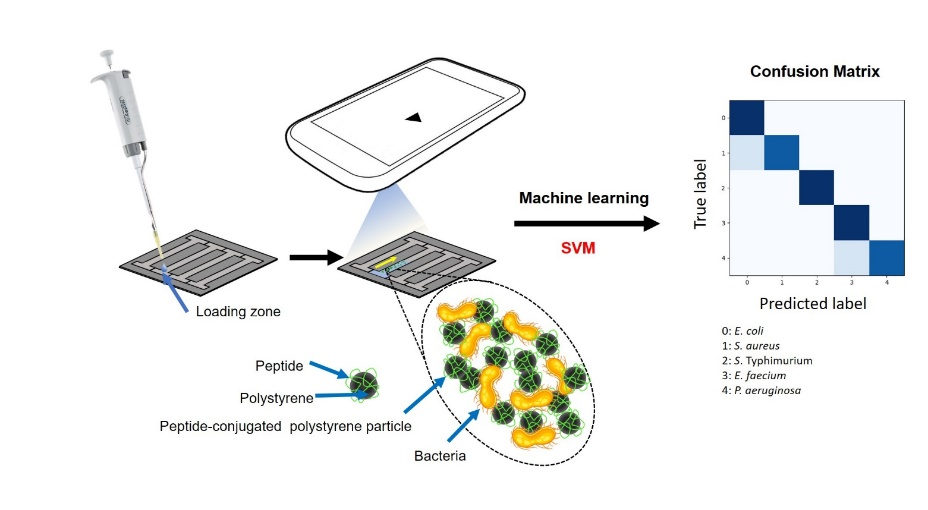 Confusion Matrix
Machine learning
SVM
Loading zone
Peptide
Polystyrene
Peptide-conjugated polystyrene particle
Bacteria
True label
0
1
2
3
4
0 1 2 3 4
Predicted label
0: E. coli
1: S. aureus
2: S. Typhimurium
3: E. faecium
4: P. aeruginosa